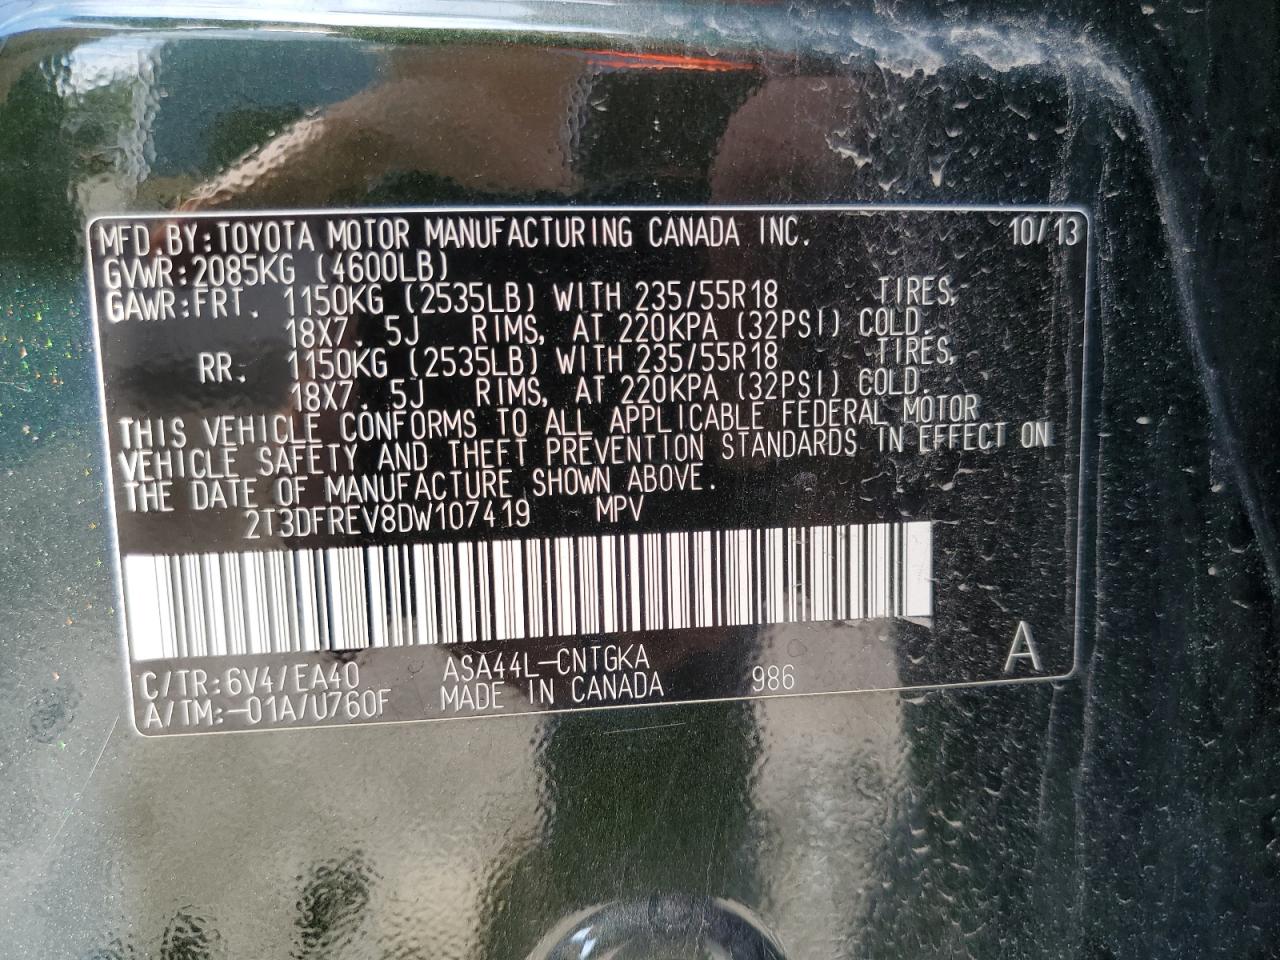 MFD.BY:TOYOTA MOTOR MANUFACTURING CANADA INC. 10/13
GVWR:2085KG (4600LB)
GAWR:FRT. 1150KG (2535LB) WITH 235/55R18 TIRES,
18X7.5J RIMS, AT 220KPA (32PSI) COLD.
RR. 1150KG (2535LB) WITH 235/55R18 TIRES,
18X7.5J RIMS, AT 220KPA (32PSI) COLD.
THIS VEHICLE CONFORMS TO ALL APPLICABLE FEDERAL MOTOR
VEHICLE SAFETY AND THEFT PREVENTION STANDARDS IN EFFECT ON
THE DATE OF MANUFACTURE SHOWN ABOVE.
2T3DFREV8DW107419 MPV
C/TR:6V4/EA40 ASA44L-CNTGKA
A/TM:-01A/U760F MADE IN CANADA 986 A